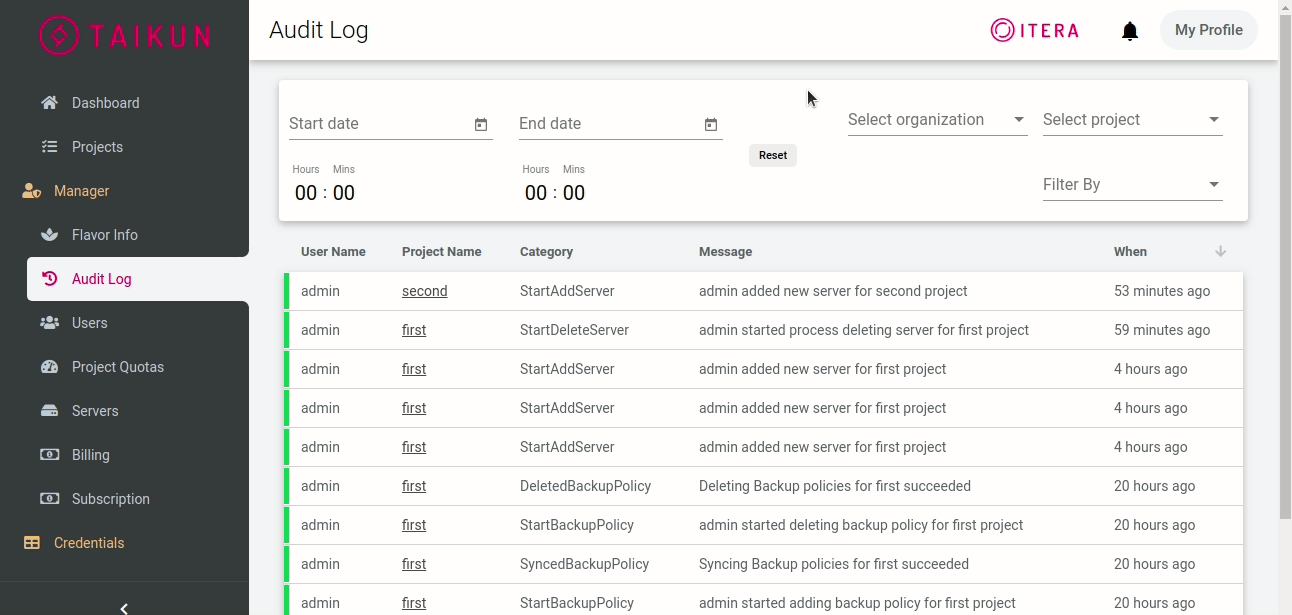 TAIKUN
Dashboard
Projects
Manager
Flavor Info
Audit Log
Users
Project Quotas
Servers
Billing
Subscription
Credentials
Audit Log
ITERA
My Profile
Start date
End date
Select organization
Select project
Hours Mins
00 : 00
Hours Mins
00 : 00
Reset
Filter By
User Name Project Name Category Message When
admin second StartAddServer admin added new server for second project 53 minutes ago
admin first StartDeleteServer admin started process deleting server for first project 59 minutes ago
admin first StartAddServer admin added new server for first project 4 hours ago
admin first StartAddServer admin added new server for first project 4 hours ago
admin first StartAddServer admin added new server for first project 4 hours ago
admin first DeletedBackupPolicy Deleting Backup policies for first succeeded 20 hours ago
admin first StartBackupPolicy admin started deleting backup policy for first project 20 hours ago
admin first SyncedBackupPolicy Syncing Backup policies for first succeeded 20 hours ago
admin first StartBackupPolicy admin started adding backup policy for first project 20 hours ago